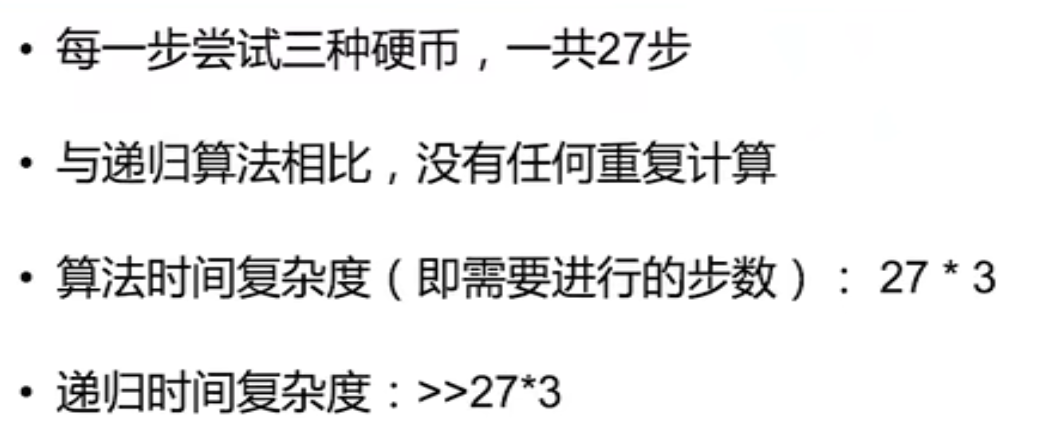 • 每一步尝试三种硬币，一共27步
• 与递归算法相比，没有任何重复计算
• 算法时间复杂度（即需要进行的步数）： 27 * 3
• 递归时间复杂度：>>27*3